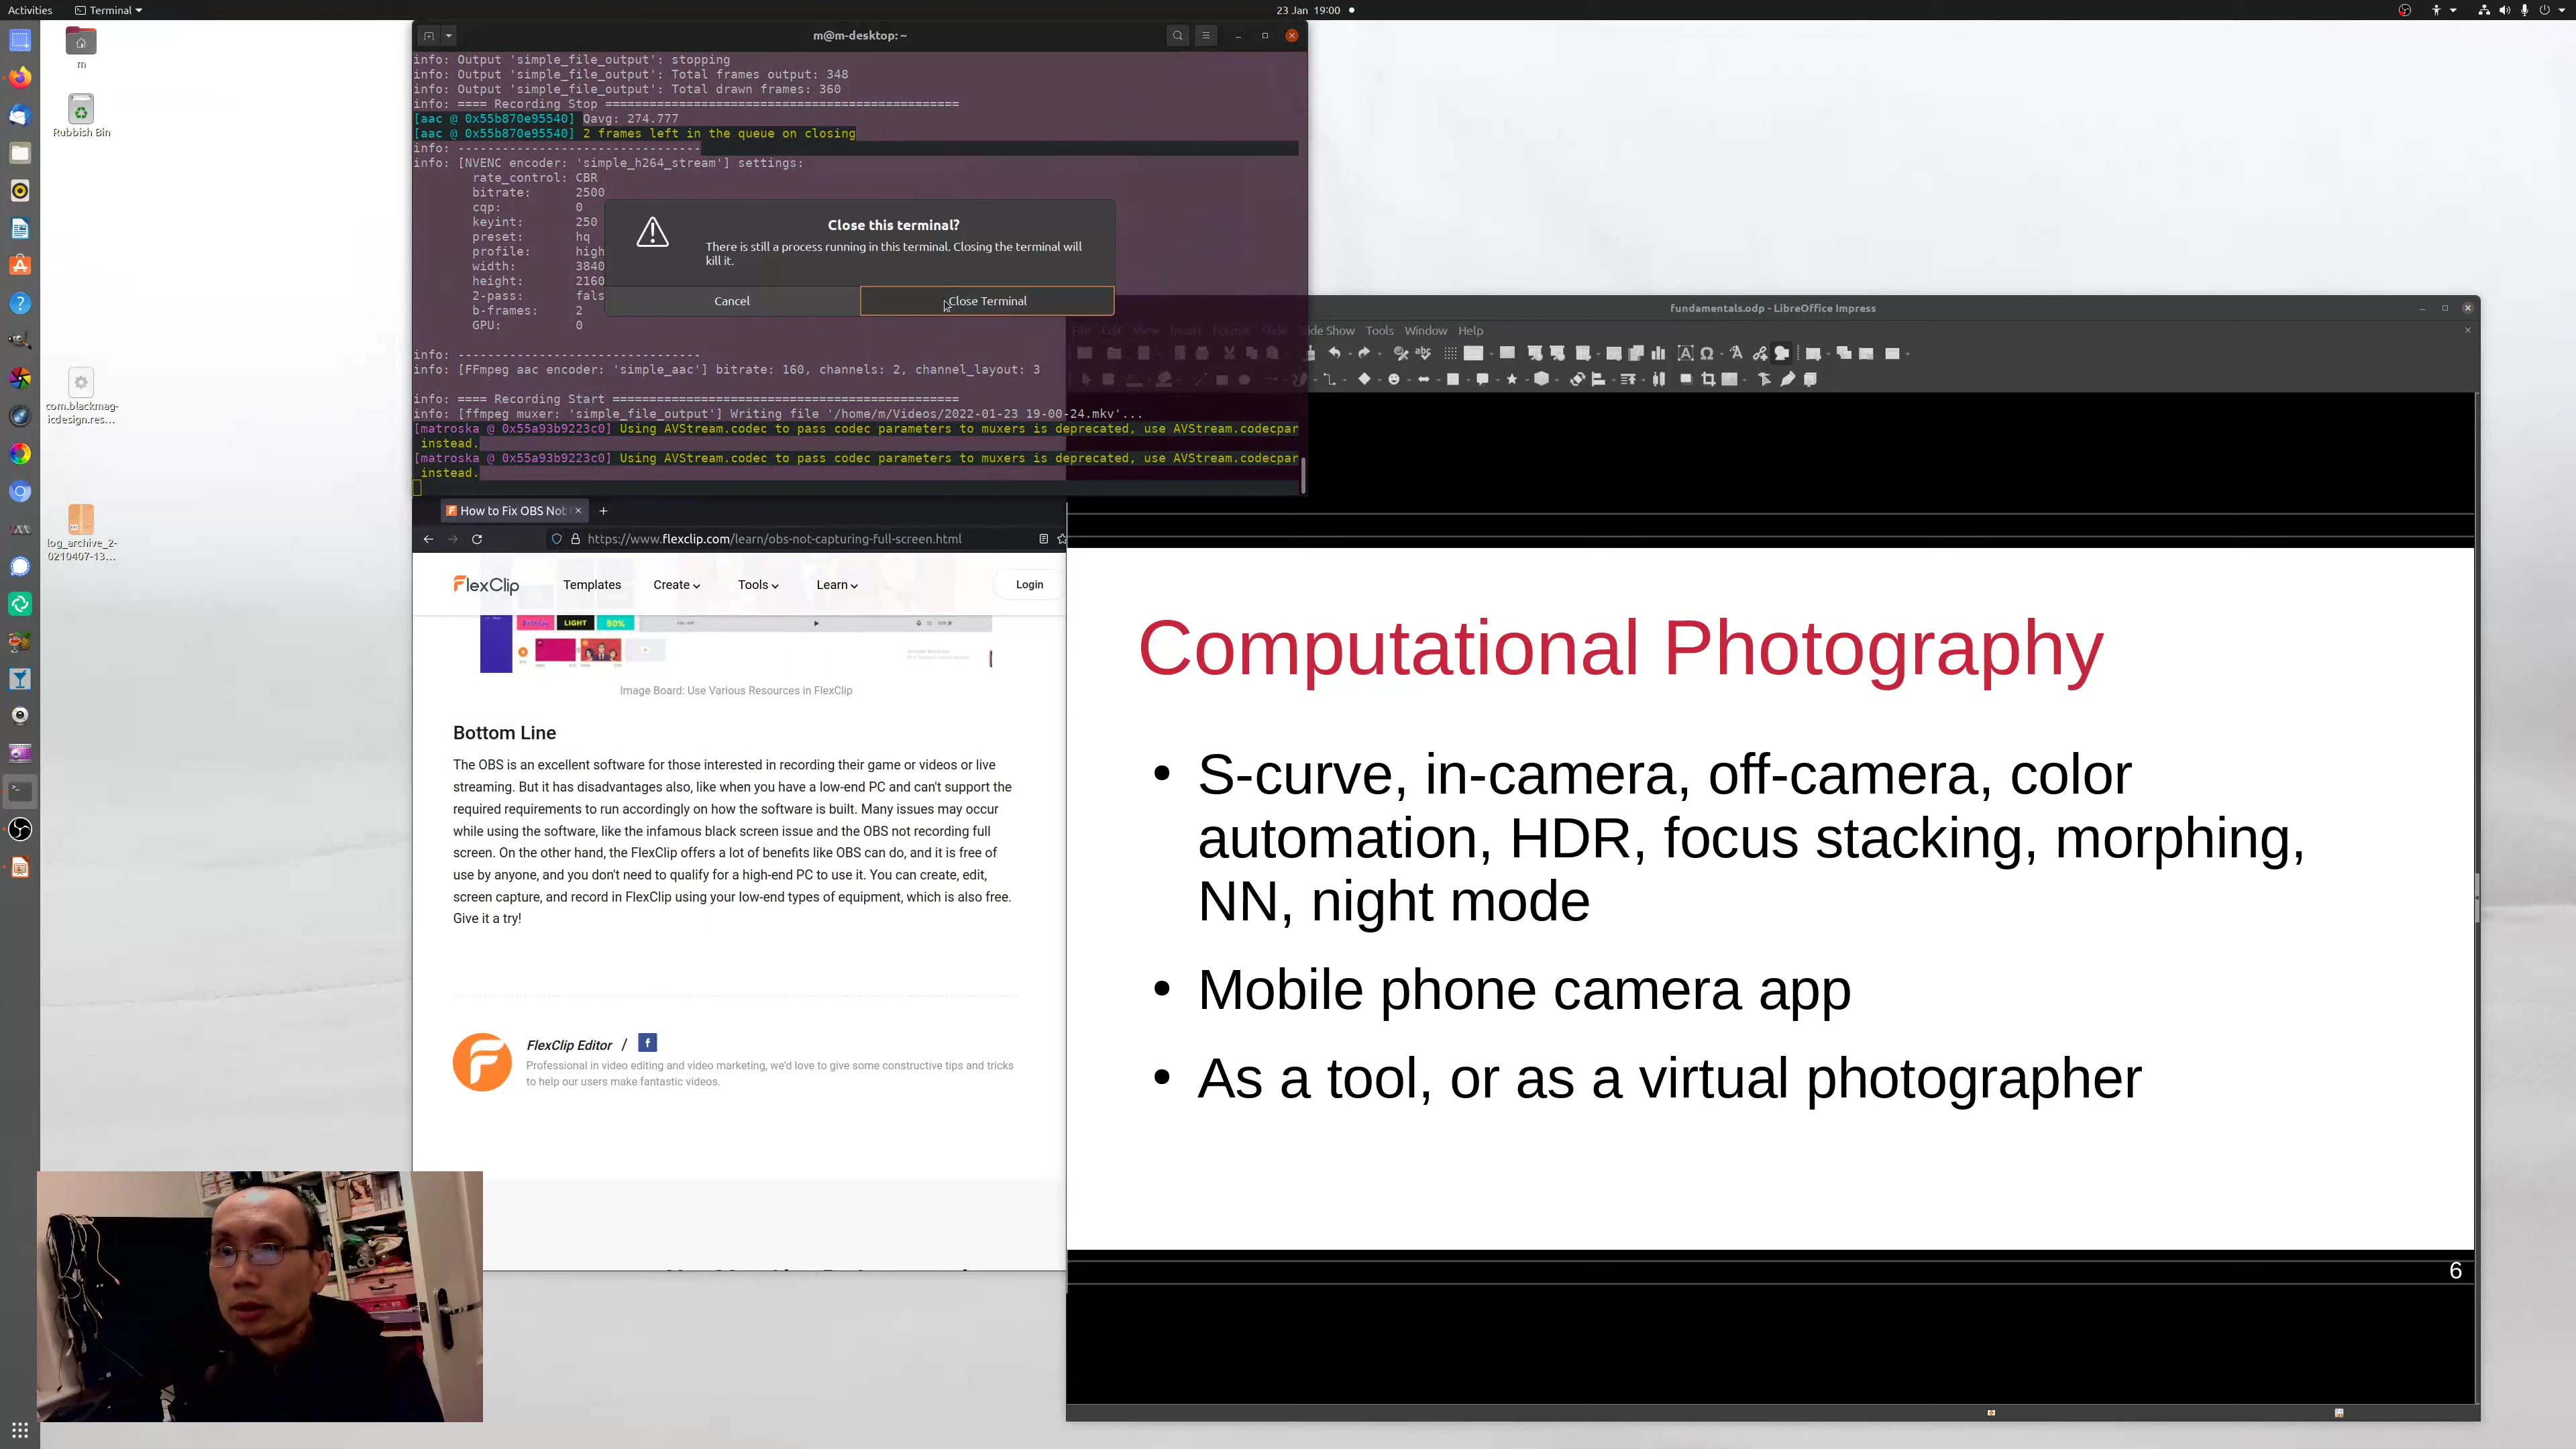 Activities
Terminal
23 Jan 19:00
m
Rubbish Bin
com.blackmag-
icdesign.res...
log_archive_2-
0210407-13...
m@m-desktop: ~
info: Output 'simple_file_output': stopping
info: Output 'simple_file_output': Total frames output: 348
info: Output 'simple_file_output': Total drawn frames: 360
info: ==== Recording Stop ================================================
[aac @ 0x55b870e95540] Qavg: 274.777
[aac @ 0x55b870e95540] 2 frames left in the queue on closing
info: ---------------------------------
info: [NVENC encoder: 'simple_h264_stream'] settings:
rate_control: CBR
bitrate: 2500
cqp: 0
keyint: 250
preset: hq
profile: high
width: 3840
height: 2160
2-pass: fals
b-frames: 2
GPU: 0
info: ---------------------------------
info: [FFmpeg aac encoder: 'simple_aac'] bitrate: 160, channels: 2, channel_layout: 3
info: ==== Recording Start ===============================================
info: [ffmpeg muxer: 'simple_file_output'] Writing file '/home/m/Videos/2022-01-23 19-00-24.mkv'...
[matroska @ 0x55a93b9223c0] Using AVStream.codec to pass codec parameters to muxers is deprecated, use AVStream.codecpar
instead.
[matroska @ 0x55a93b9223c0] Using AVStream.codec to pass codec parameters to muxers is deprecated, use AVStream.codecpar
instead.
Close this terminal?
There is still a process running in this terminal. Closing the terminal will
kill it.
Cancel
Close Terminal
How to Fix OBS Not
https://www.flexclip.com/learn/obs-not-capturing-full-screen.html
FlexClip
Templates
Create
Tools
Learn
Login
Birthday
LIGHT
80%
Image Board: Use Various Resources in FlexClip
Bottom Line
The OBS is an excellent software for those interested in recording their game or videos or live
streaming. But it has disadvantages also, like when you have a low-end PC and can't support the
required requirements to run accordingly on how the software is built. Many issues may occur
while using the software, like the infamous black screen issue and the OBS not recording full
screen. On the other hand, the FlexClip offers a lot of benefits like OBS can do, and it is free of
use by anyone, and you don't need to qualify for a high-end PC to use it. You can create, edit,
screen capture, and record in FlexClip using your low-end types of equipment, which is also free.
Give it a try!
FlexClip Editor /
Professional in video editing and video marketing, we'd love to give some constructive tips and tricks
to help our users make fantastic videos.
fundamentals.odp - LibreOffice Impress
File Edit View Insert Format Slide Slide Show Tools Window Help
Computational Photography
• S-curve, in-camera, off-camera, color
automation, HDR, focus stacking, morphing,
NN, night mode
• Mobile phone camera app
• As a tool, or as a virtual photographer
6